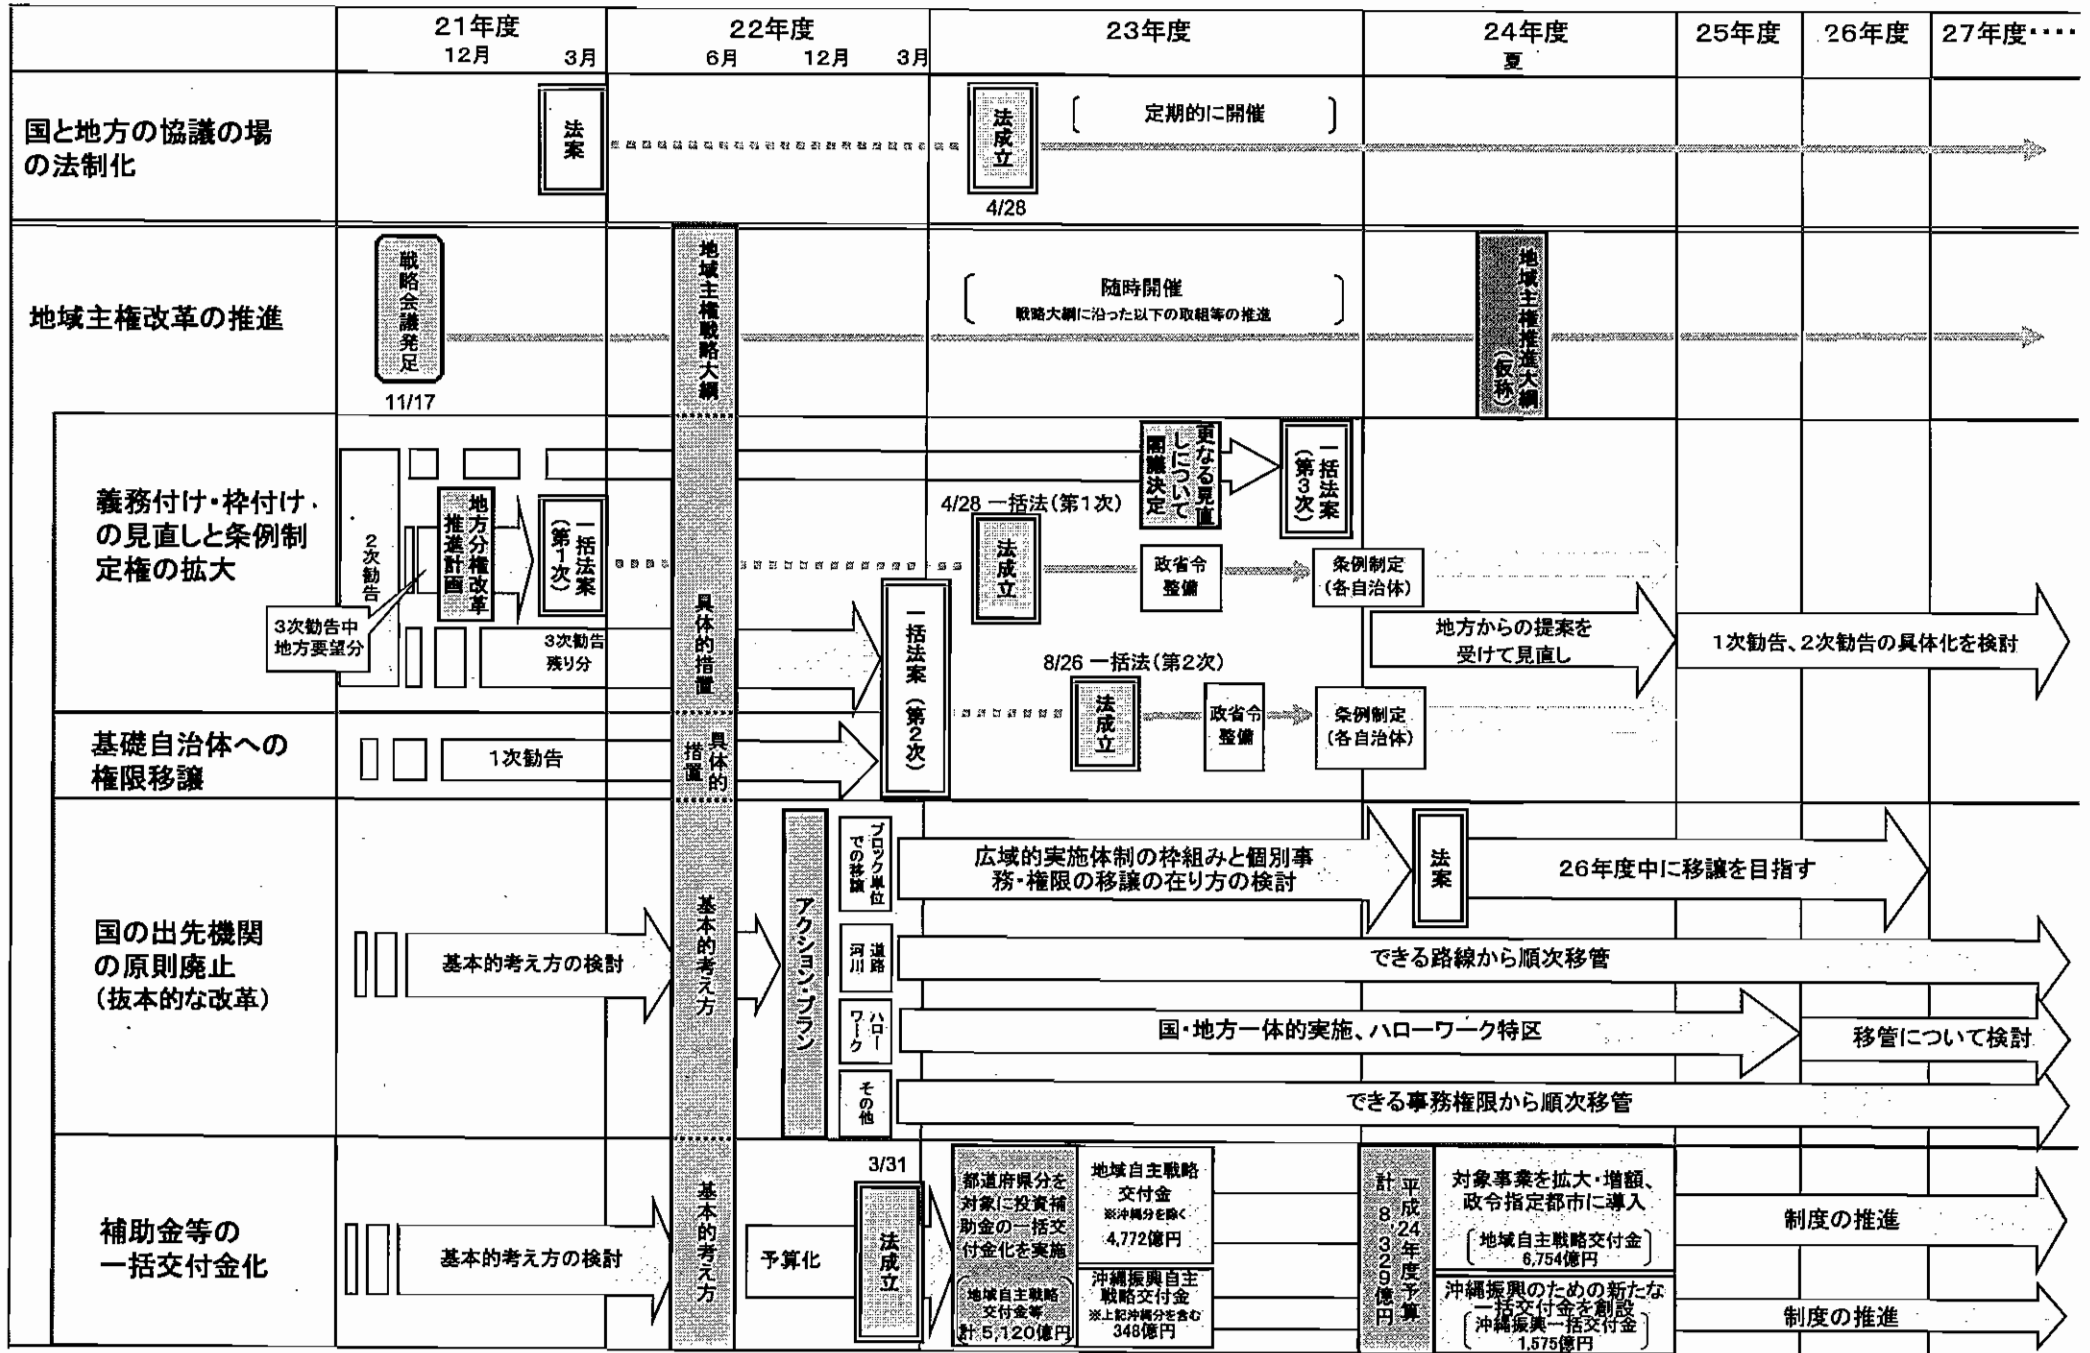 21年度
22年度
23年度
24年度
25年度
26年度
27年度‥‥
12月
3月
6月
12月
3月
夏
国と地方の協議の場
の法制化
法案
法成立
4/28
定期的に開催
地域主権改革の推進
戦略会議発足
11/17
地域主権戦略大綱
随時開催
戦略大綱に沿った以下の取組等の推進
地域主権推進大綱
（仮称）
義務付け・枠付け
の見直しと条例制
定権の拡大
2次勧告
3次勧告中
地方要望分
地方分権改革
推進計画
一括法案
（第1次）
3次勧告
残り分
具体的措置
一括法案（第2次）
4/28 一括法（第1次）
法成立
政省令
整備
条例制定
（各自治体）
更なる見直
しについて
閣議決定
一括法案
（第3次）
8/26 一括法（第2次）
法成立
政省令
整備
条例制定
（各自治体）
地方からの提案を
受けて見直し
1次勧告、2次勧告の具体化を検討
基礎自治体への
権限移譲
1次勧告
具体的
措置
国の出先機関
の原則廃止
（抜本的な改革）
基本的考え方の検討
基本的考え方
アクション・プラン
ブロック単位
での移譲
広域的実施体制の枠組みと個別事
務・権限の移譲の在り方の検討
法案
26年度中に移譲を目指す
道路
河川
できる路線から順次移管
ハロー
ワーク
国・地方一体的実施、ハローワーク特区
移管について検討
その他
できる事務権限から順次移管
補助金等の
一括交付金化
基本的考え方の検討
基本的考え方
予算化
3/31
法成立
都道府県分を
対象に投資補
助金の一括交
付金化を実施
地域自主戦略
交付金等
計 5,120億円
地域自主戦略
交付金
※沖縄分を除く
4,772億円
沖縄振興自主
戦略交付金
※上記沖縄分を含む
348億円
平成24年度予算
計 8,329億円
対象事業を拡大・増額、
政令指定都市に導入
地域自主戦略交付金
6,754億円
沖縄振興のための新たな
一括交付金を創設
沖縄振興一括交付金
1,575億円
制度の推進
制度の推進